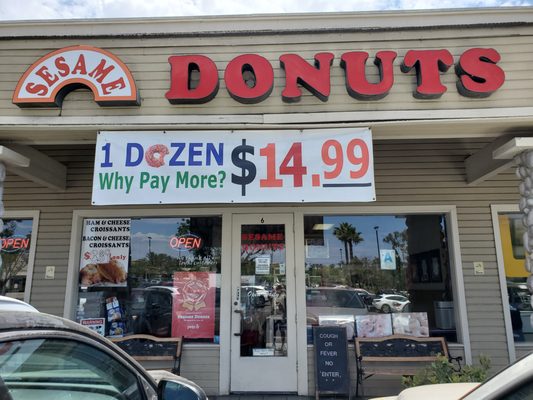 SESAME
DONUTS
1 DOZEN
Why Pay More?
$14.99
HAM & CHEESE
CROISSANTS
BACON & CHEESE
CROISSANTS
OPEN
OPEN
6
SESAME
A
COUGH
OR
FEVER
NO
ENTER